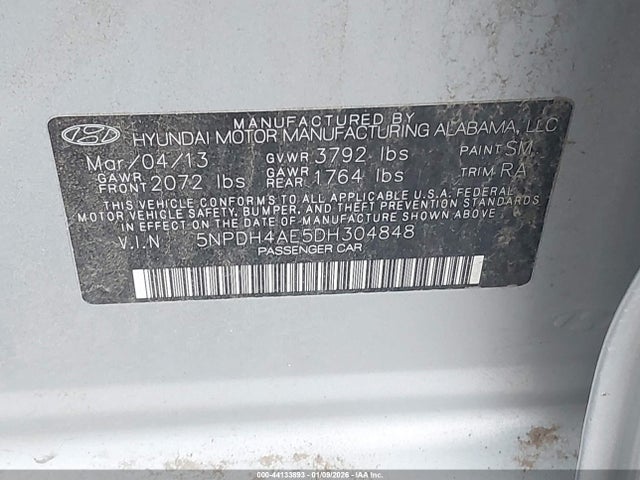 MANUFACTURED BY
HYUNDAI MOTOR MANUFACTURING ALABAMA, LLC
Mar/04/13 GVWR 3792 lbs PAINT SM
GAWR FRONT 2072 lbs GAWR REAR 1764 lbs TRIM RA
THIS VEHICLE CONFORMS TO ALL APPLICABLE U.S.A. FEDERAL
MOTOR VEHICLE SAFETY, BUMPER, AND THEFT PREVENTION STANDARDS
IN EFFECT ON THE DATE OF MANUFACTURE SHOWN ABOVE.
V.I.N 5NPDH4AE5DH304848
PASSENGER CAR
© - 44133893 - 01/09/2026 - IAA, Inc.